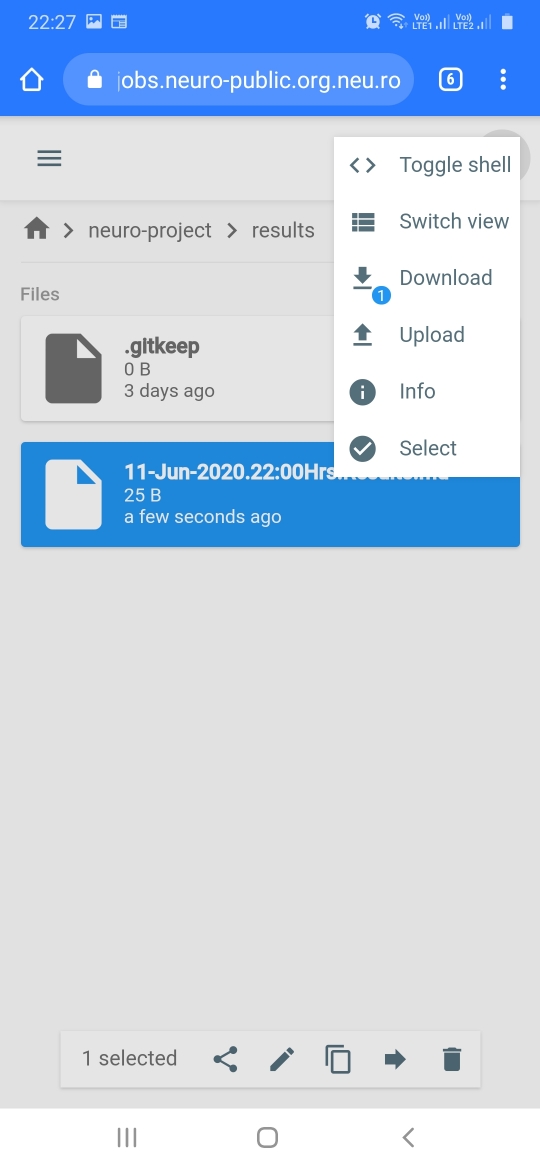 22:27
Vo)) LTE1 Vo)) LTE2
jobs.neuro-public.org.neu.ro
6
Toggle shell
neuro-project
results
Switch view
Files
Download
1
.gitkeep
0 B
3 days ago
Upload
Info
Select
11-Jun-2020.22:00Hrs
25 B
a few seconds ago
1 selected